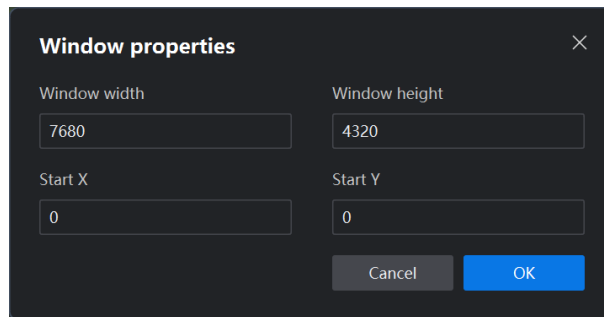 Window properties
Window width
Window height
7680
4320
Start X
Start Y
0
0
Cancel
OK